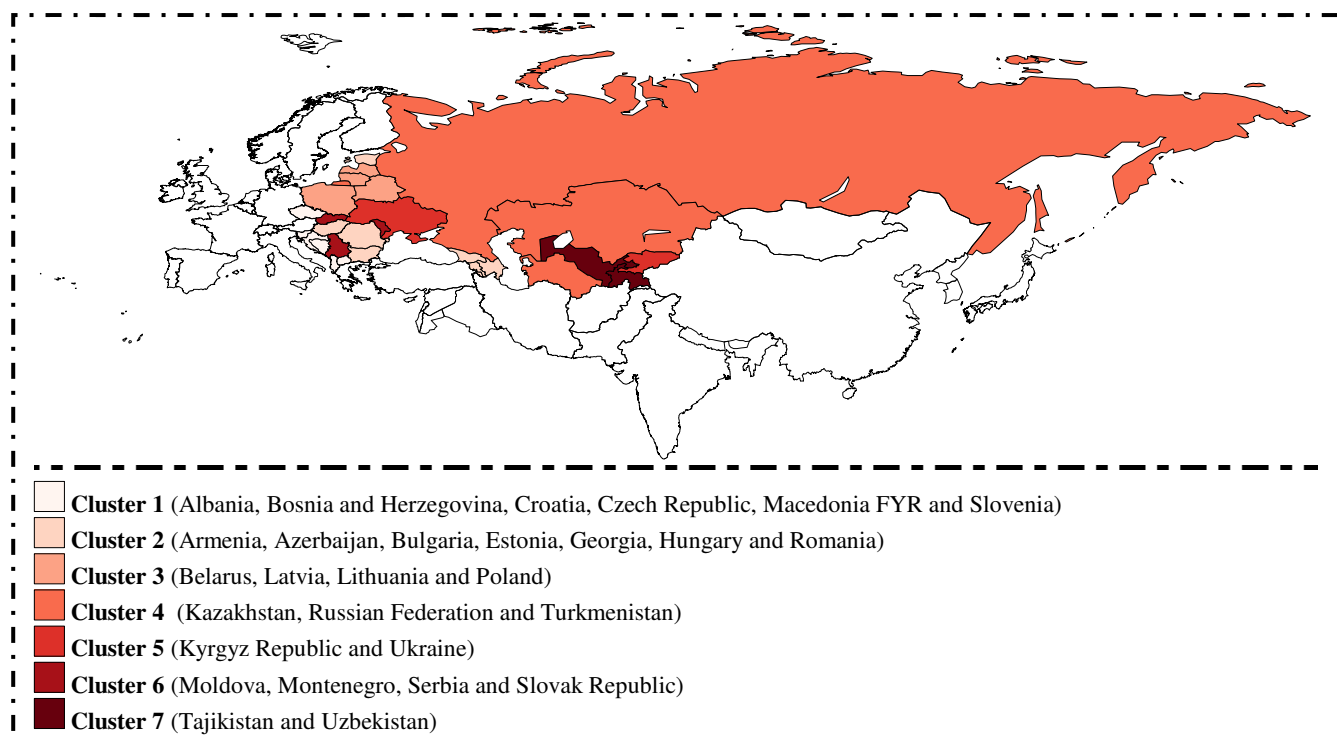 Cluster 1 (Albania, Bosnia and Herzegovina, Croatia, Czech Republic, Macedonia FYR and Slovenia)
Cluster 2 (Armenia, Azerbaijan, Bulgaria, Estonia, Georgia, Hungary and Romania)
Cluster 3 (Belarus, Latvia, Lithuania and Poland)
Cluster 4 (Kazakhstan, Russian Federation and Turkmenistan)
Cluster 5 (Kyrgyz Republic and Ukraine)
Cluster 6 (Moldova, Montenegro, Serbia and Slovak Republic)
Cluster 7 (Tajikistan and Uzbekistan)